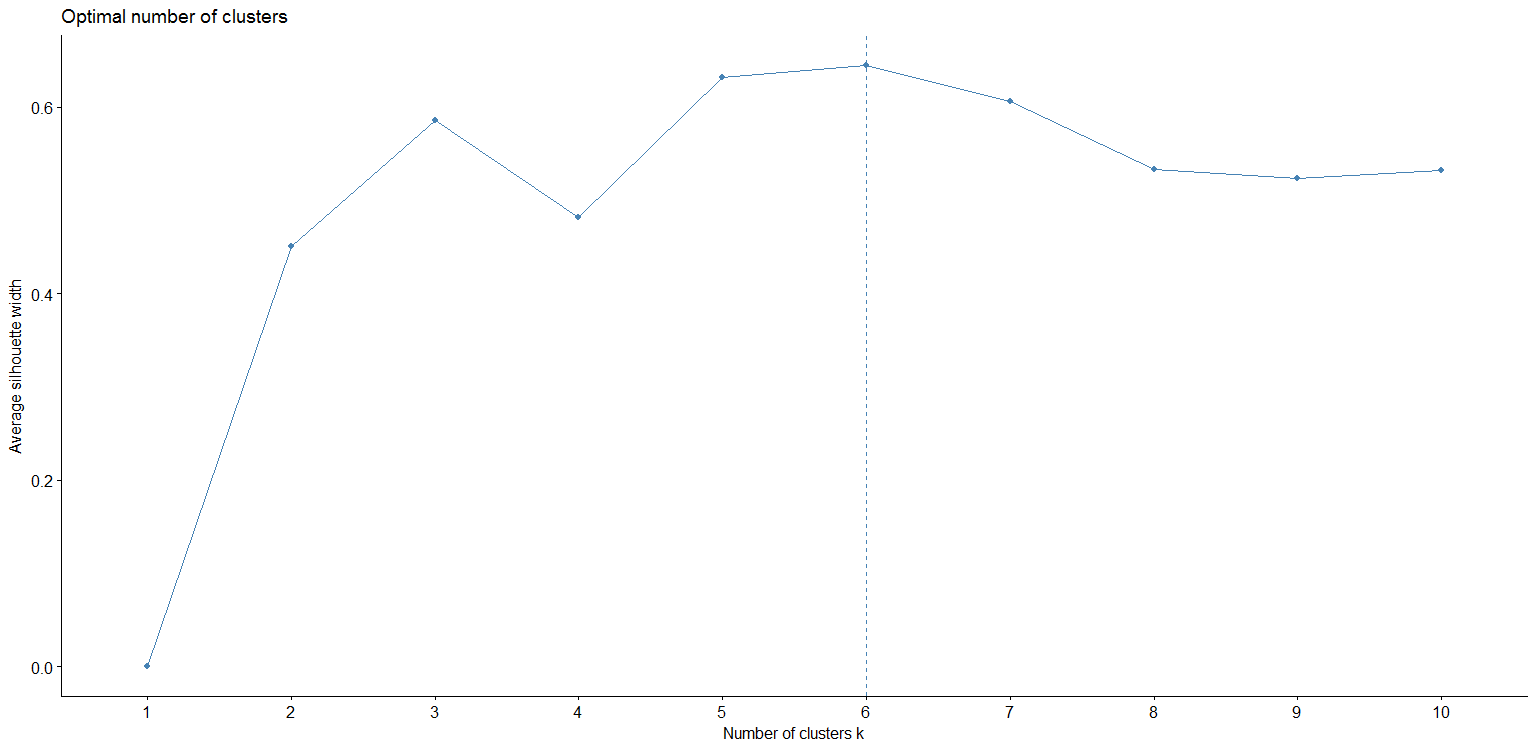 Optimal number of clusters
Average silhouette width
0.6
0.4
0.2
0.0
1 2 3 4 5 6 7 8 9 10
Number of clusters k